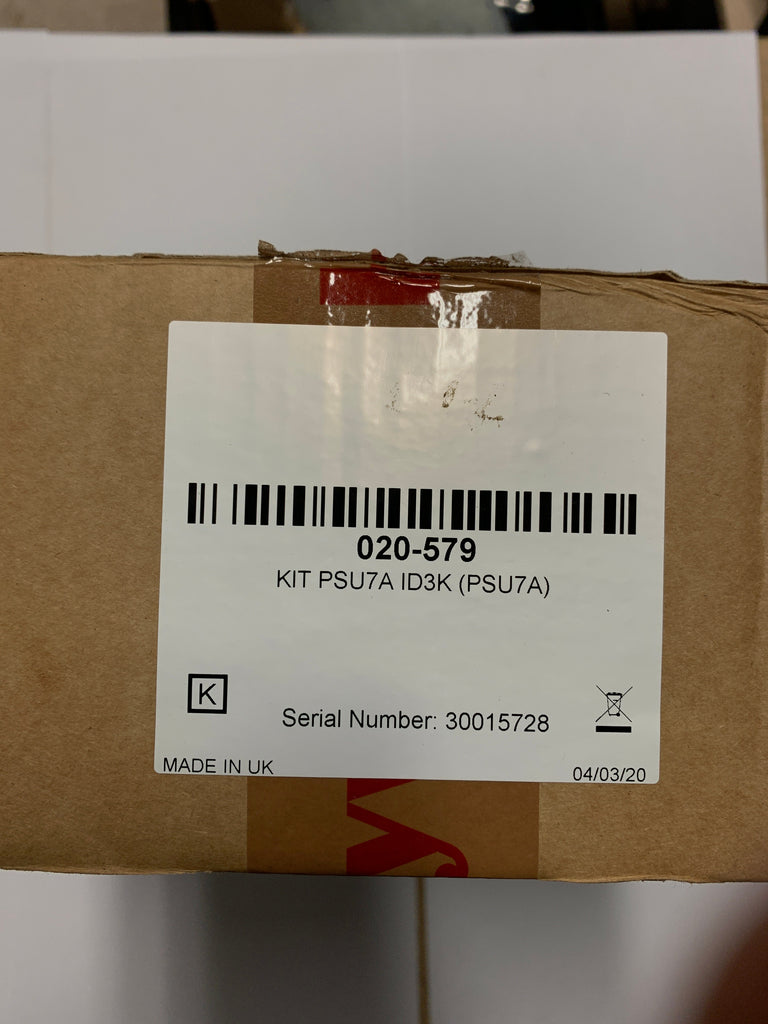 020-579
KIT PSU7A ID3K (PSU7A)
K
Serial Number: 30015728
MADE IN UK
04/03/20